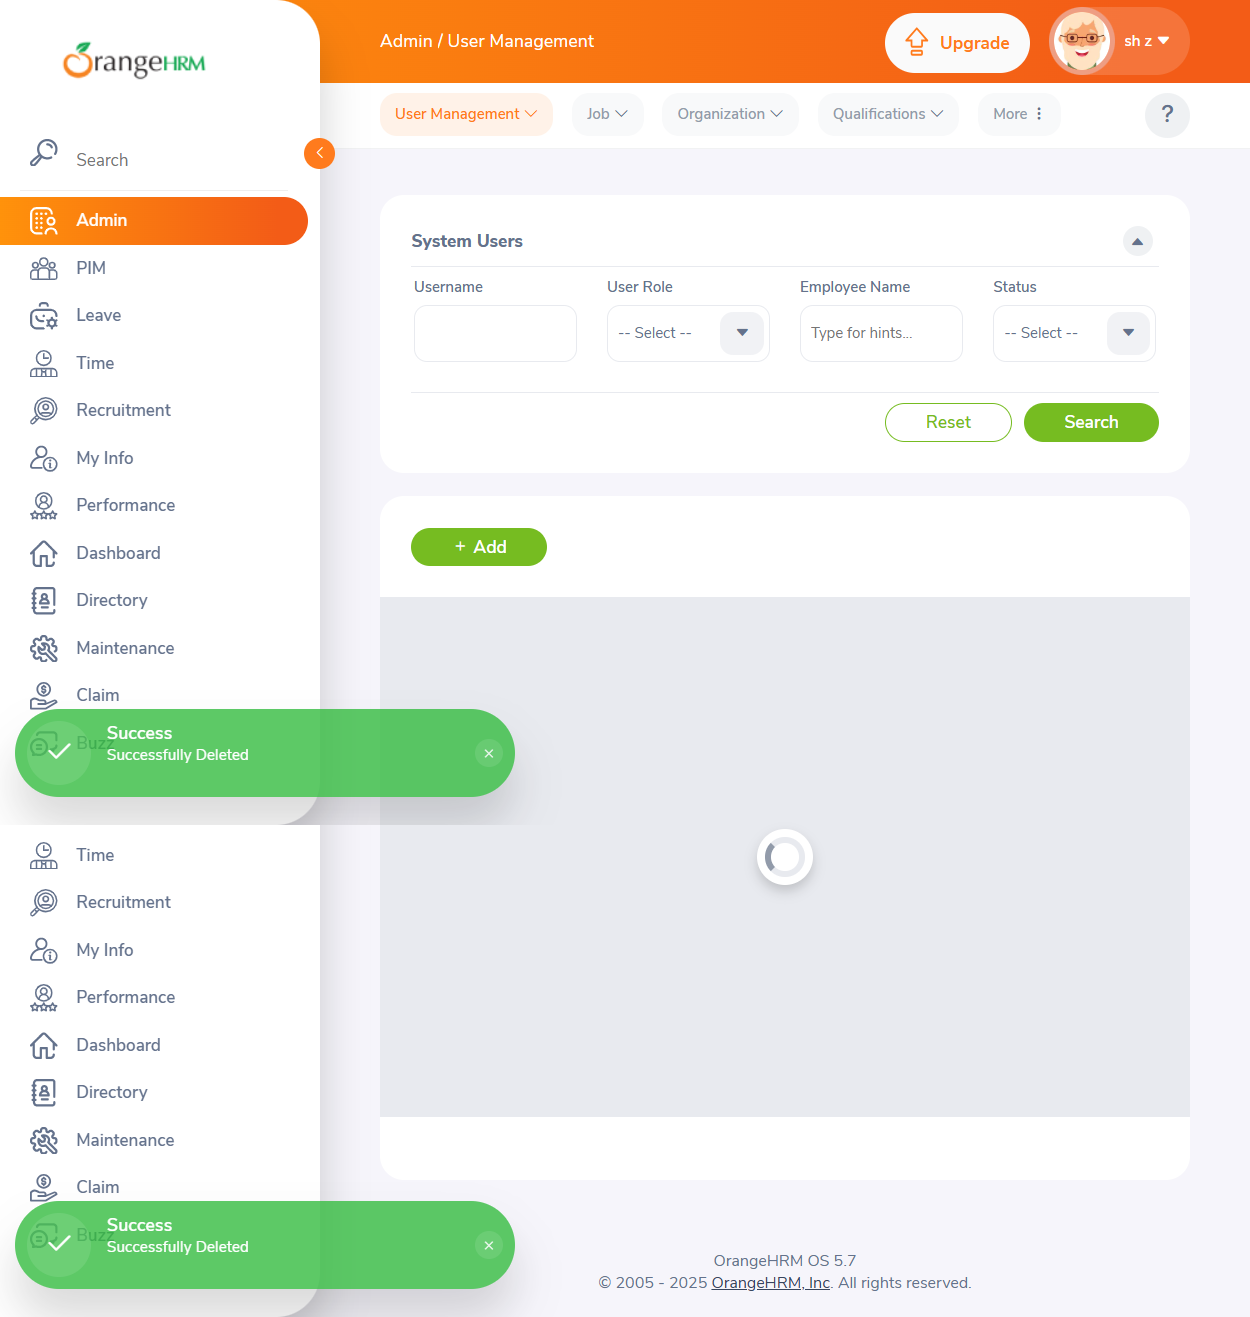 OrangeHRM
Search
Admin
PIM
Leave
Time
Recruitment
My Info
Performance
Dashboard
Directory
Maintenance
Claim
Buzz
Success
Successfully Deleted
Time
Recruitment
My Info
Performance
Dashboard
Directory
Maintenance
Claim
Buzz
Success
Successfully Deleted
Admin / User Management
Upgrade
sh z
User Management
Job
Organization
Qualifications
More
?
System Users
Username
User Role
Employee Name
Status
-- Select --
Type for hints...
-- Select --
Reset
Search
+ Add
OrangeHRM OS 5.7
© 2005 - 2025 OrangeHRM, Inc. All rights reserved.